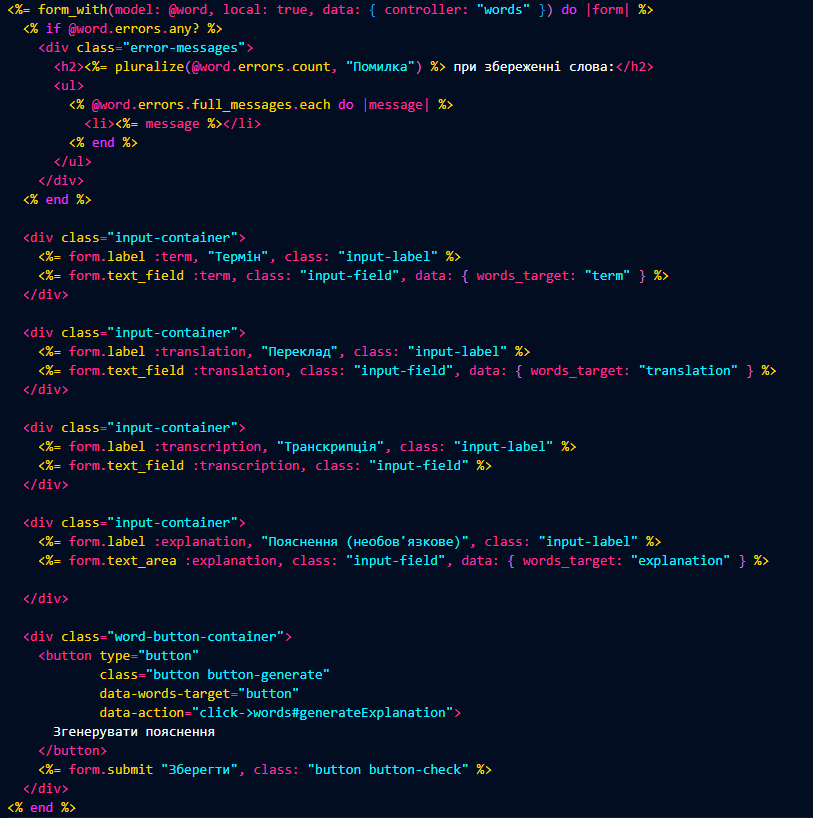 <%= form_with(model: @word, local: true, data: { controller: "words" }) do |form| %>
  <% if @word.errors.any? %>
    <div class="error-messages">
      <h2><%= pluralize(@word.errors.count, "Помилка") %> при збереженні слова:</h2>
      <ul>
        <% @word.errors.full_messages.each do |message| %>
          <li><%= message %></li>
        <% end %>
      </ul>
    </div>
  <% end %>

  <div class="input-container">
    <%= form.label :term, "Термін", class: "input-label" %>
    <%= form.text_field :term, class: "input-field", data: { words_target: "term" } %>
  </div>

  <div class="input-container">
    <%= form.label :translation, "Переклад", class: "input-label" %>
    <%= form.text_field :translation, class: "input-field", data: { words_target: "translation" } %>
  </div>

  <div class="input-container">
    <%= form.label :transcription, "Транскрипція", class: "input-label" %>
    <%= form.text_field :transcription, class: "input-field" %>
  </div>

  <div class="input-container">
    <%= form.label :explanation, "Пояснення (необов’язкове)", class: "input-label" %>
    <%= form.text_area :explanation, class: "input-field", data: { words_target: "explanation" } %>

  </div>

  <div class="word-button-container">
    <button type="button"
            class="button button-generate"
            data-words-target="button"
            data-action="click->words#generateExplanation">
      Згенерувати пояснення
    </button>
    <%= form.submit "Зберегти", class: "button button-check" %>
  </div>
<% end %>